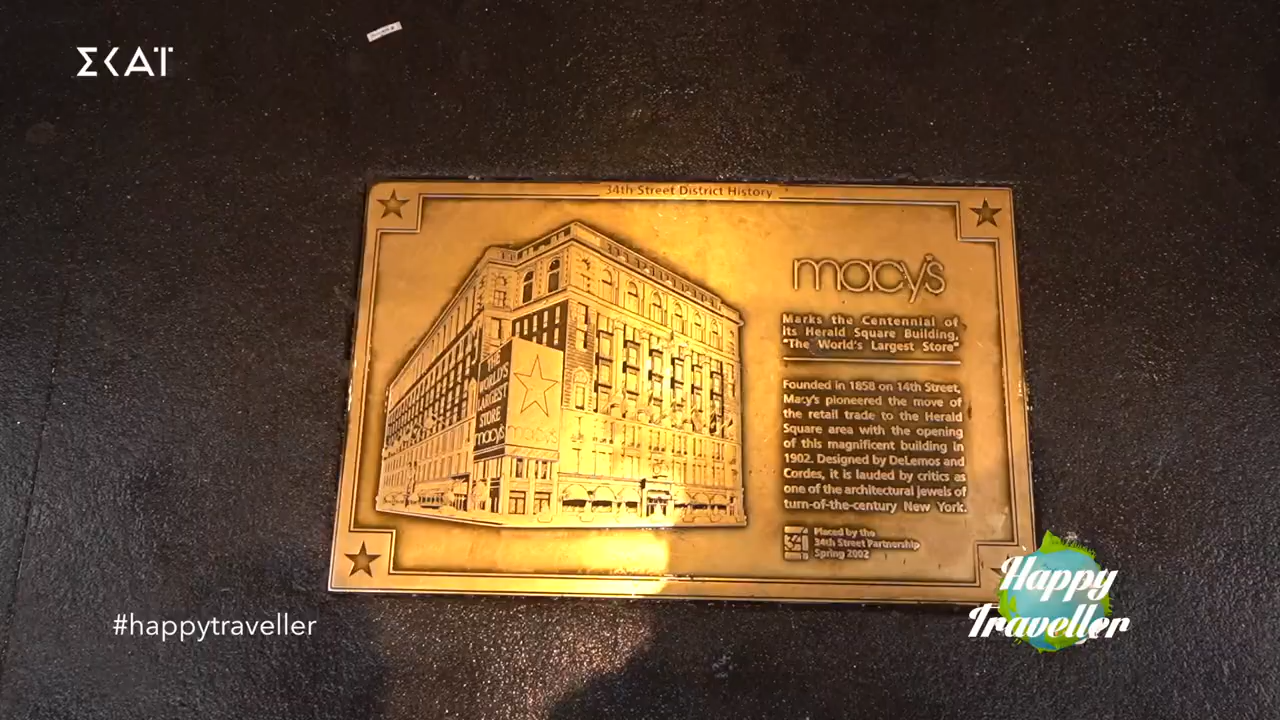 ΣΚΑΪ
34th Street District History
macy's
Marks the Centennial of
its Herald Square Building,
"The World's Largest Store"
Founded in 1858 on 14th Street,
Macy's pioneered the move of
the retail trade to the Herald
Square area with the opening
of this magnificent building in
1902. Designed by DeLemos and
Cordes, it is lauded by critics as
one of the architectural jewels of
turn-of-the-century New York.
34
Placed by the
34th Street Partnership
Spring 2002
THE
WORLD'S
LARGEST
STORE
macy's
macy's
#happytraveller
Happy
Traveller